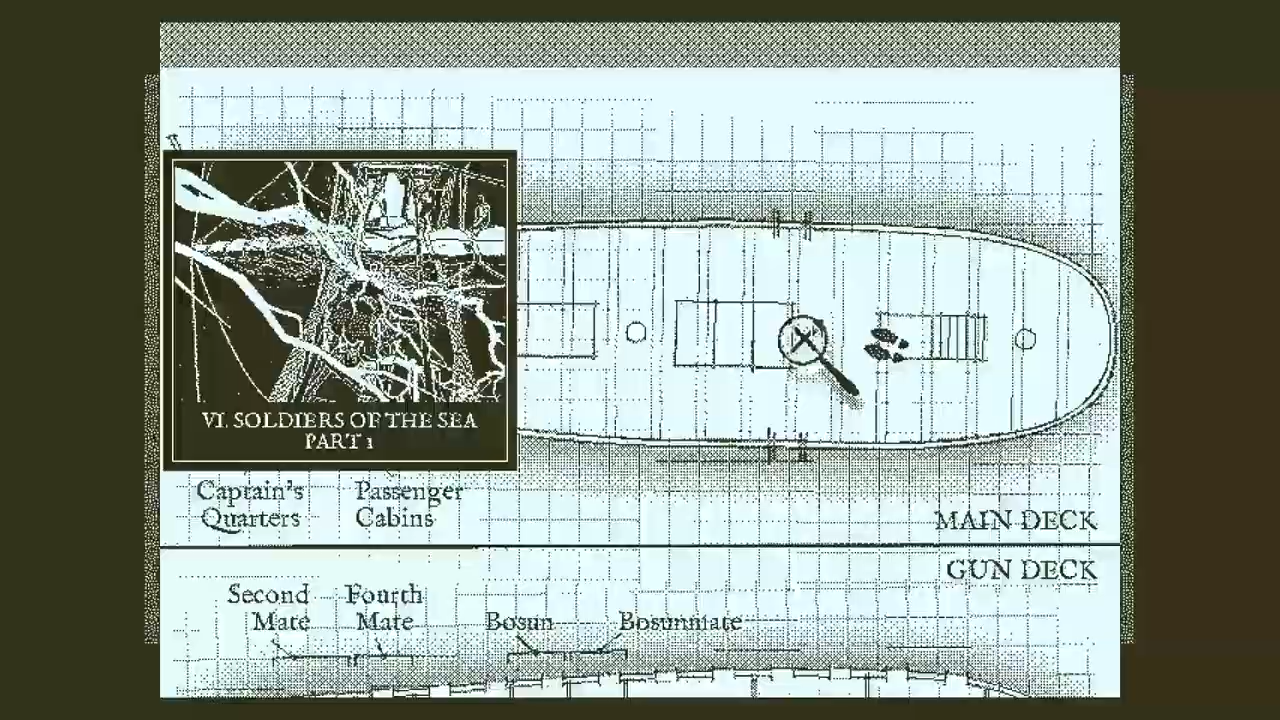 VI. SOLDIERS OF THE SEA
PART 1
Captain's
Quarters
Passenger
Cabins
MAIN DECK
GUN DECK
Second
Mate
Fourth
Mate
Bosun
Bosunmate